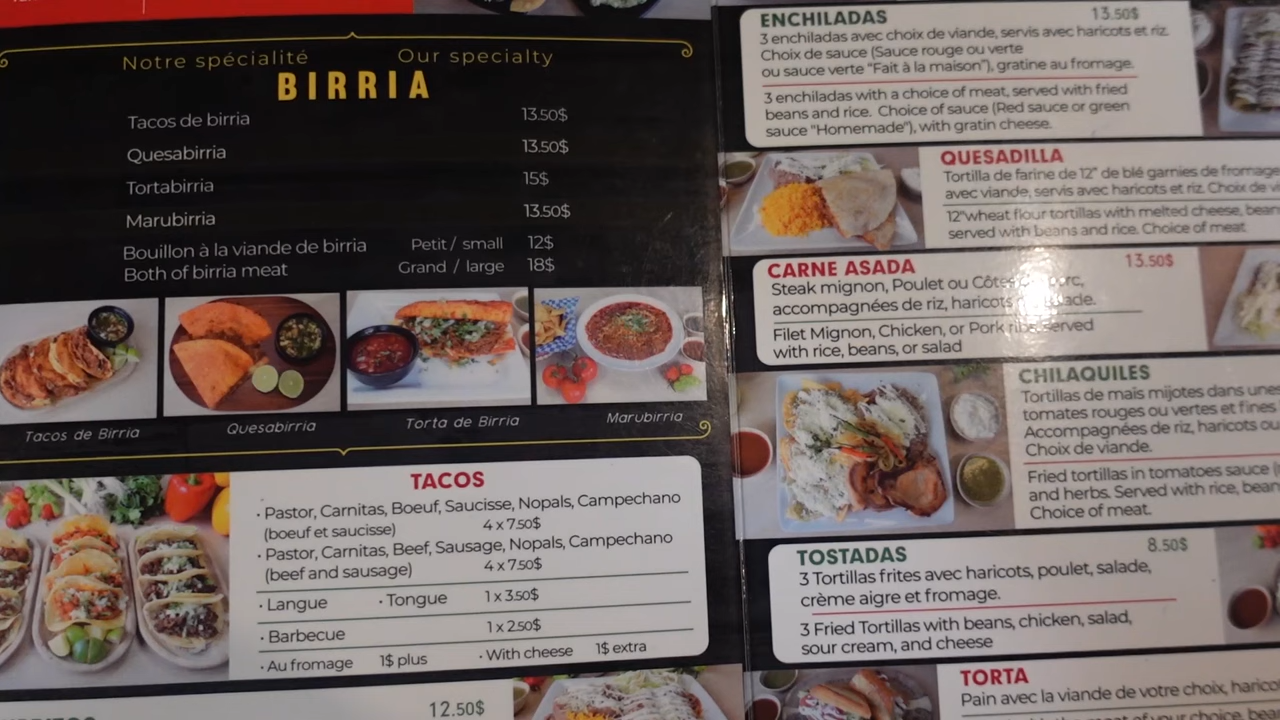 Notre spécialité Our specialty
BIRRIA
Tacos de birria 13.50$
Quesabirria 13.50$
Tortabirria 15$
Marubirria 13.50$
Bouillon à la viande de birria Petit / small 12$
Both of birria meat Grand / large 18$
Tacos de Birria Quesabirria Torta de Birria Marubirria
TACOS
· Pastor, Carnitas, Boeuf, Saucisse, Nopals, Campechano
(boeuf et saucisse) 4 x 7.50$
· Pastor, Carnitas, Beef, Sausage, Nopals, Campechano
(beef and sausage) 4 x 7.50$
· Langue · Tongue 1 x 3.50$
· Barbecue 1 x 2.50$
· Au fromage 1$ plus · With cheese 1$ extra
12.50$
ENCHILADAS 13.50$
3 enchiladas avec choix de viande, servis avec haricots et riz.
Choix de sauce (Sauce rouge ou verte
ou sauce verte "Fait à la maison"), gratine au fromage.
3 enchiladas with a choice of meat, served with fried
beans and rice. Choice of sauce (Red sauce or green
sauce "Homemade"), with gratin cheese.
QUESADILLA
Tortilla de farine de 12" de blé garnies de fromage
avec viande, servis avec haricots et riz. Choix de
12"wheat flour tortillas with melted cheese,
served with beans and rice. Choice of meat
CARNE ASADA 13.50$
Steak mignon, Poulet ou
accompagnées de riz, haricots
Filet Mignon, Chicken, or Pork ribs served
with rice, beans, or salad
CHILAQUILES
Tortillas de maïs mijotes dans une
tomates rouges ou vertes et fines
Accompagnées de riz, haricots ou
Choix de viande.
Fried tortillas in tomatoes sauce
and herbs. Served with rice,
Choice of meat.
TOSTADAS 8.50$
3 Tortillas frites avec haricots, poulet, salade,
crème aigre et fromage.
3 Fried Tortillas with beans, chicken, salad,
sour cream, and cheese
TORTA
Pain avec la viande de votre choix,